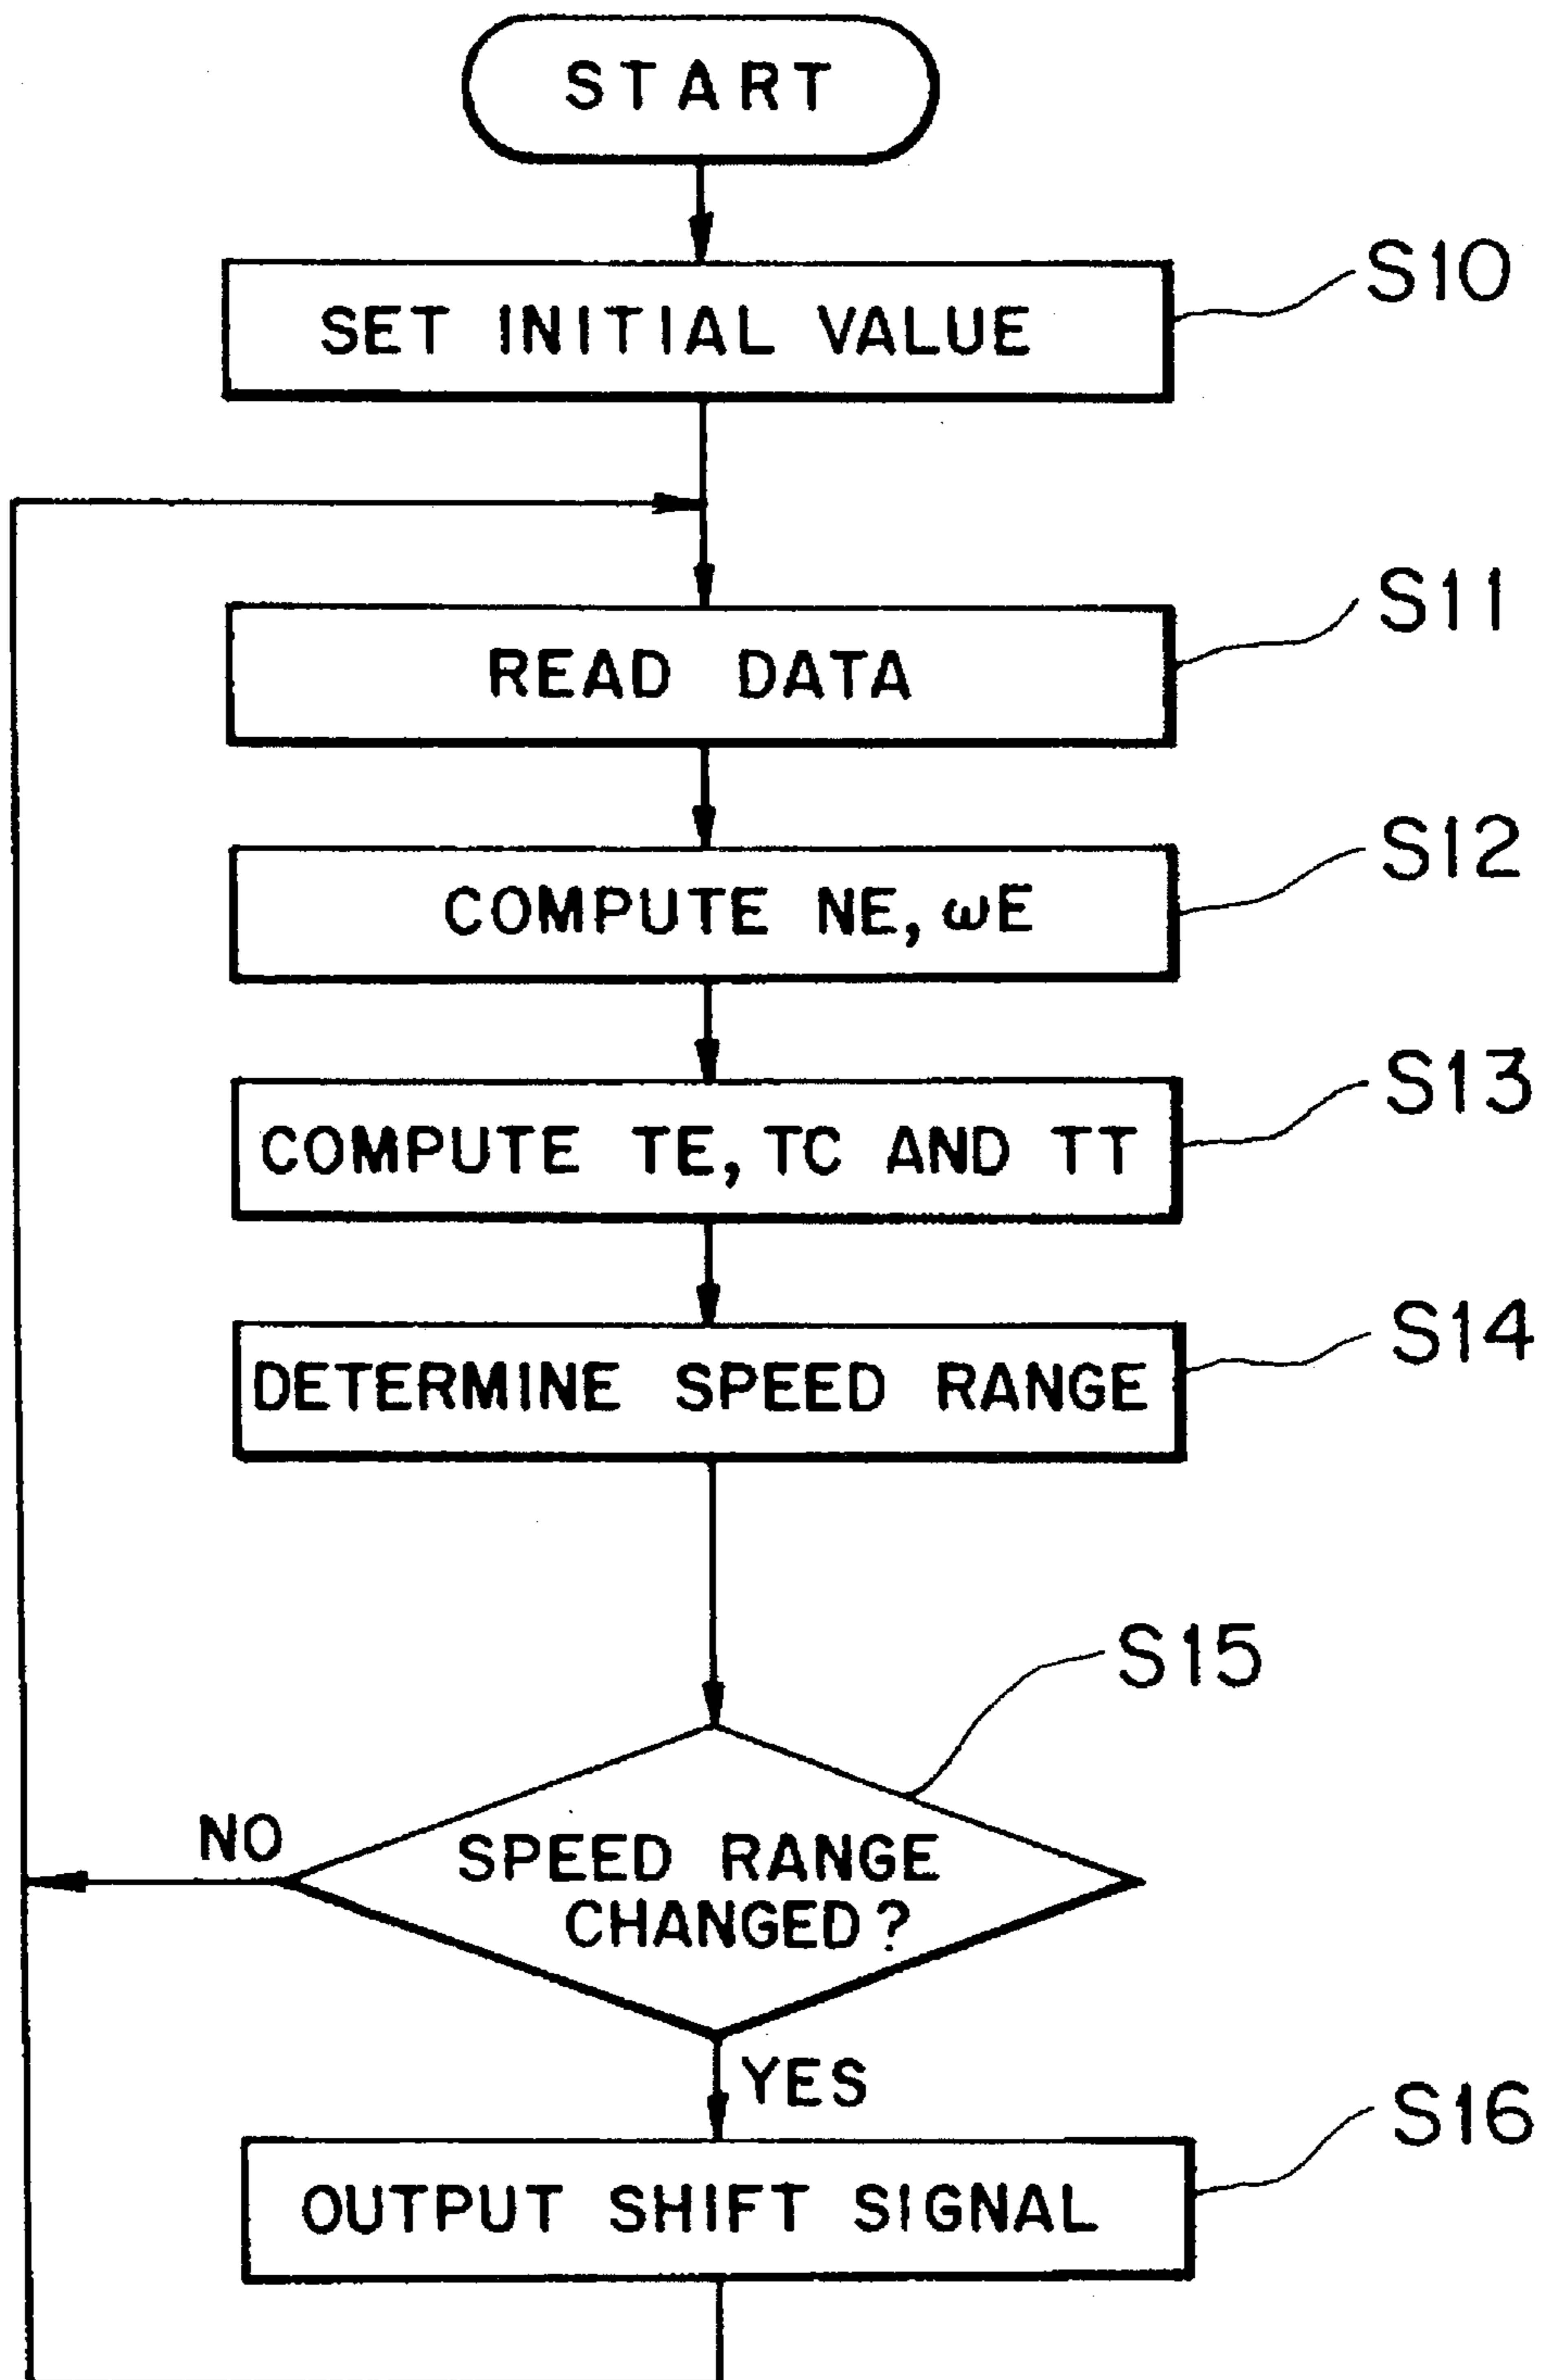 START
SET INITIAL VALUE
S10
READ DATA
S11
COMPUTE NE, ωE
S12
COMPUTE TE, TC AND TT
S13
DETERMINE SPEED RANGE
S14
S15
SPEED RANGE
CHANGED?
NO
YES
OUTPUT SHIFT SIGNAL
S16